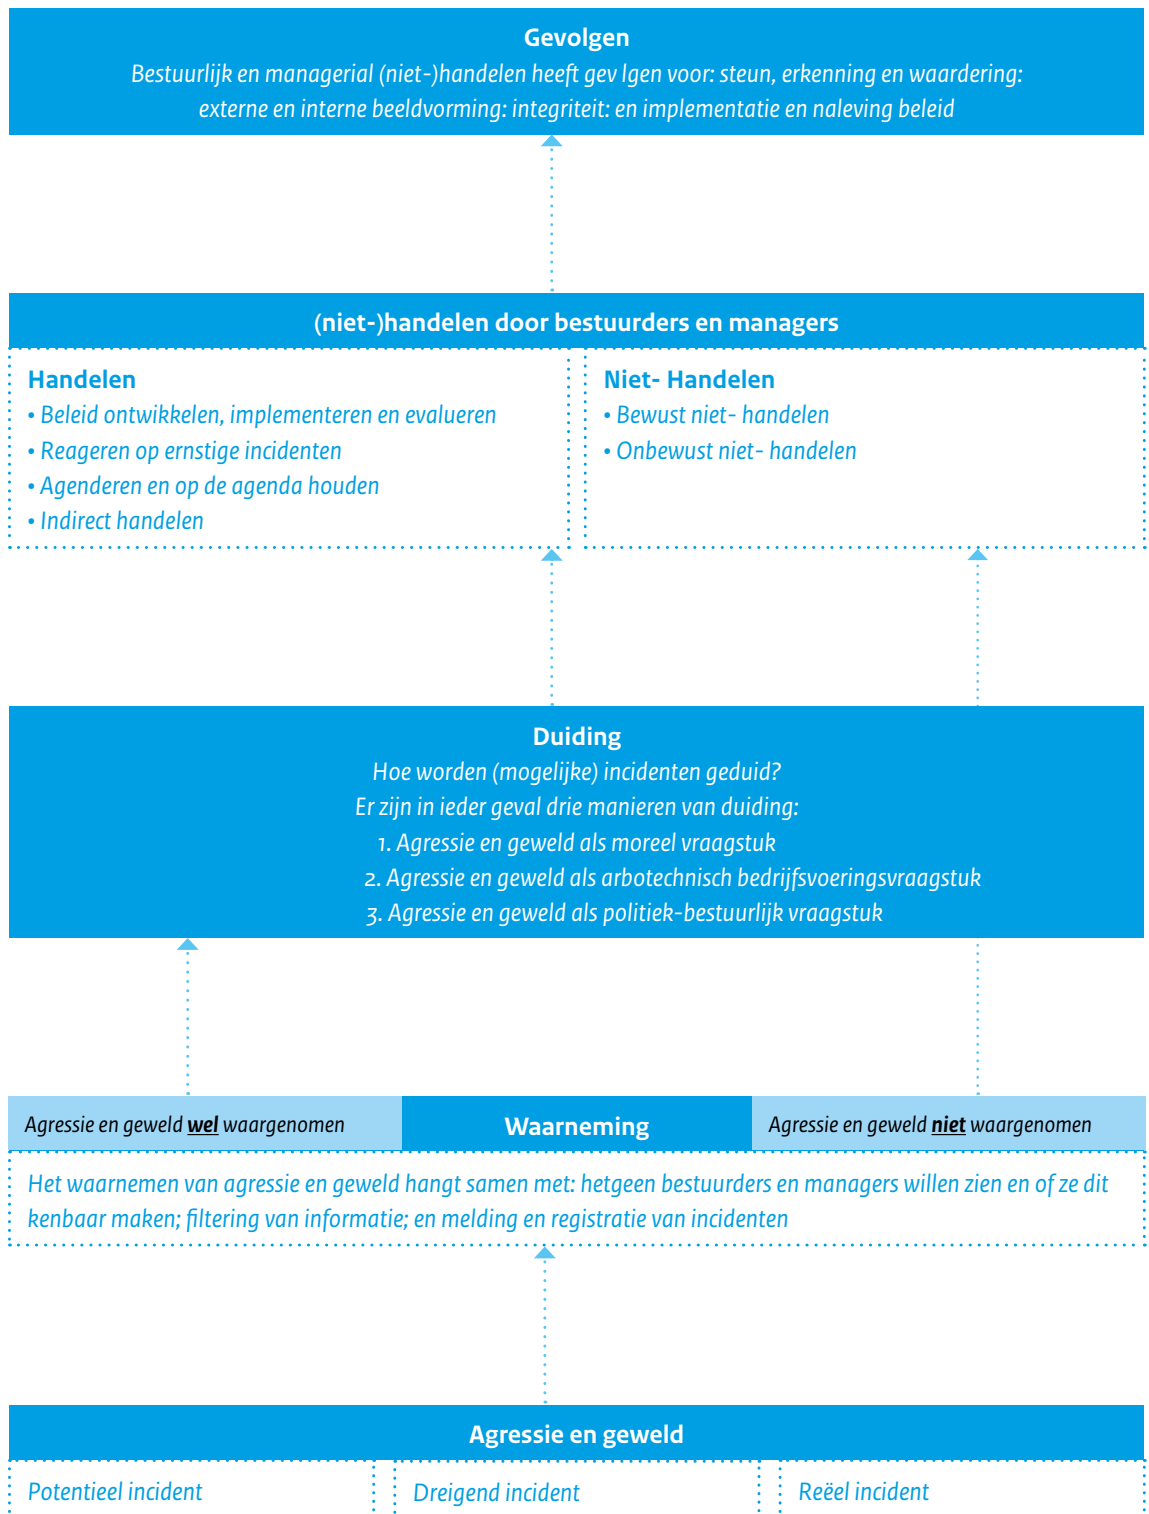 Gevolgen
Bestuurlijk en managerial (niet-)handelen heeft gev lgen voor: steun, erkenning en waardering:
externe en interne beeldvorming: integriteit: en implementatie en naleving beleid
(niet-)handelen door bestuurders en managers
Handelen
• Beleid ontwikkelen, implementeren en evalueren
• Reageren op ernstige incidenten
• Agenderen en op de agenda houden
• Indirect handelen
Niet- Handelen
• Bewust niet- handelen
• Onbewust niet- handelen
Duiding
Hoe worden (mogelijke) incidenten geduid?
Er zijn in ieder geval drie manieren van duiding:
1. Agressie en geweld als moreel vraagstuk
2. Agressie en geweld als arbotechnisch bedrijfsvoeringsvraagstuk
3. Agressie en geweld als politiek-bestuurlijk vraagstuk
Agressie en geweld wel waargenomen
Waarneming
Agressie en geweld niet waargenomen
Het waarnemen van agressie en geweld hangt samen met: hetgeen bestuurders en managers willen zien en of ze dit
kenbaar maken; filtering van informatie; en melding en registratie van incidenten
Agressie en geweld
Potentieel incident
Dreigend incident
Reëel incident